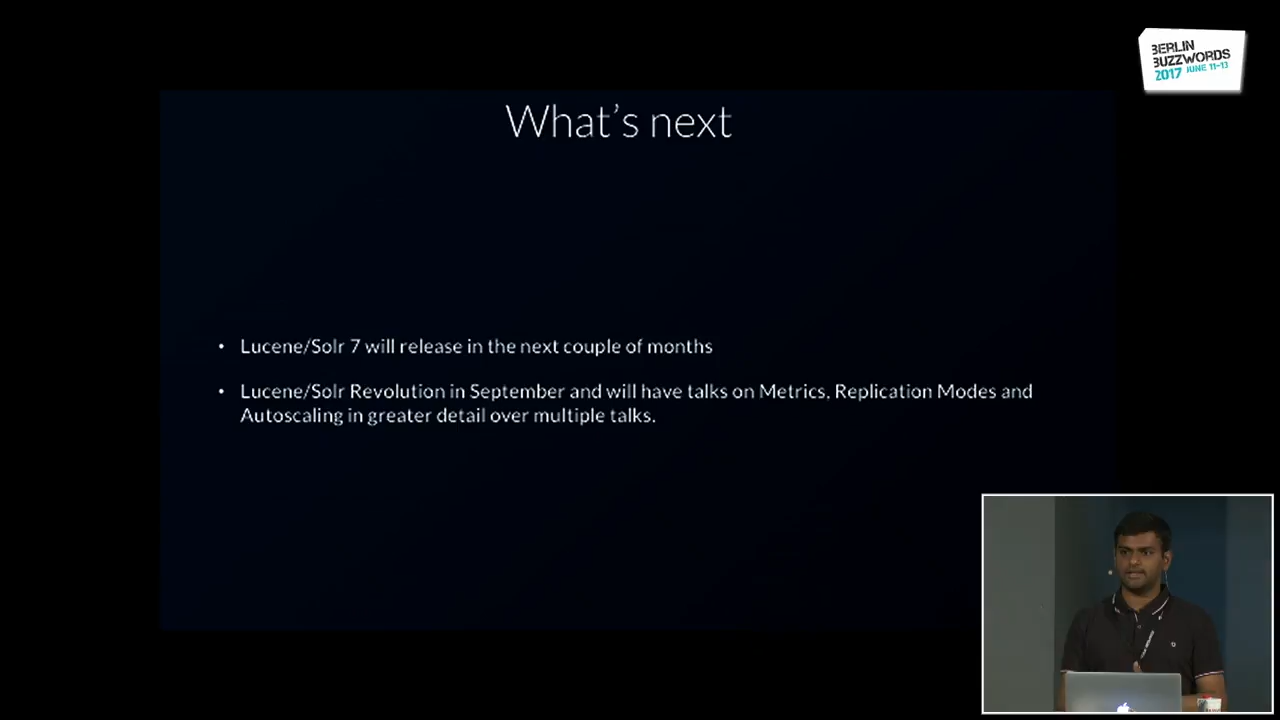 BERLIN
BUZZWORDS
2017 JUNE 11-13
What's next
• Lucene/Solr 7 will release in the next couple of months
• Lucene/Solr Revolution in September and will have talks on Metrics, Replication Modes and
Autoscaling in greater detail over multiple talks.